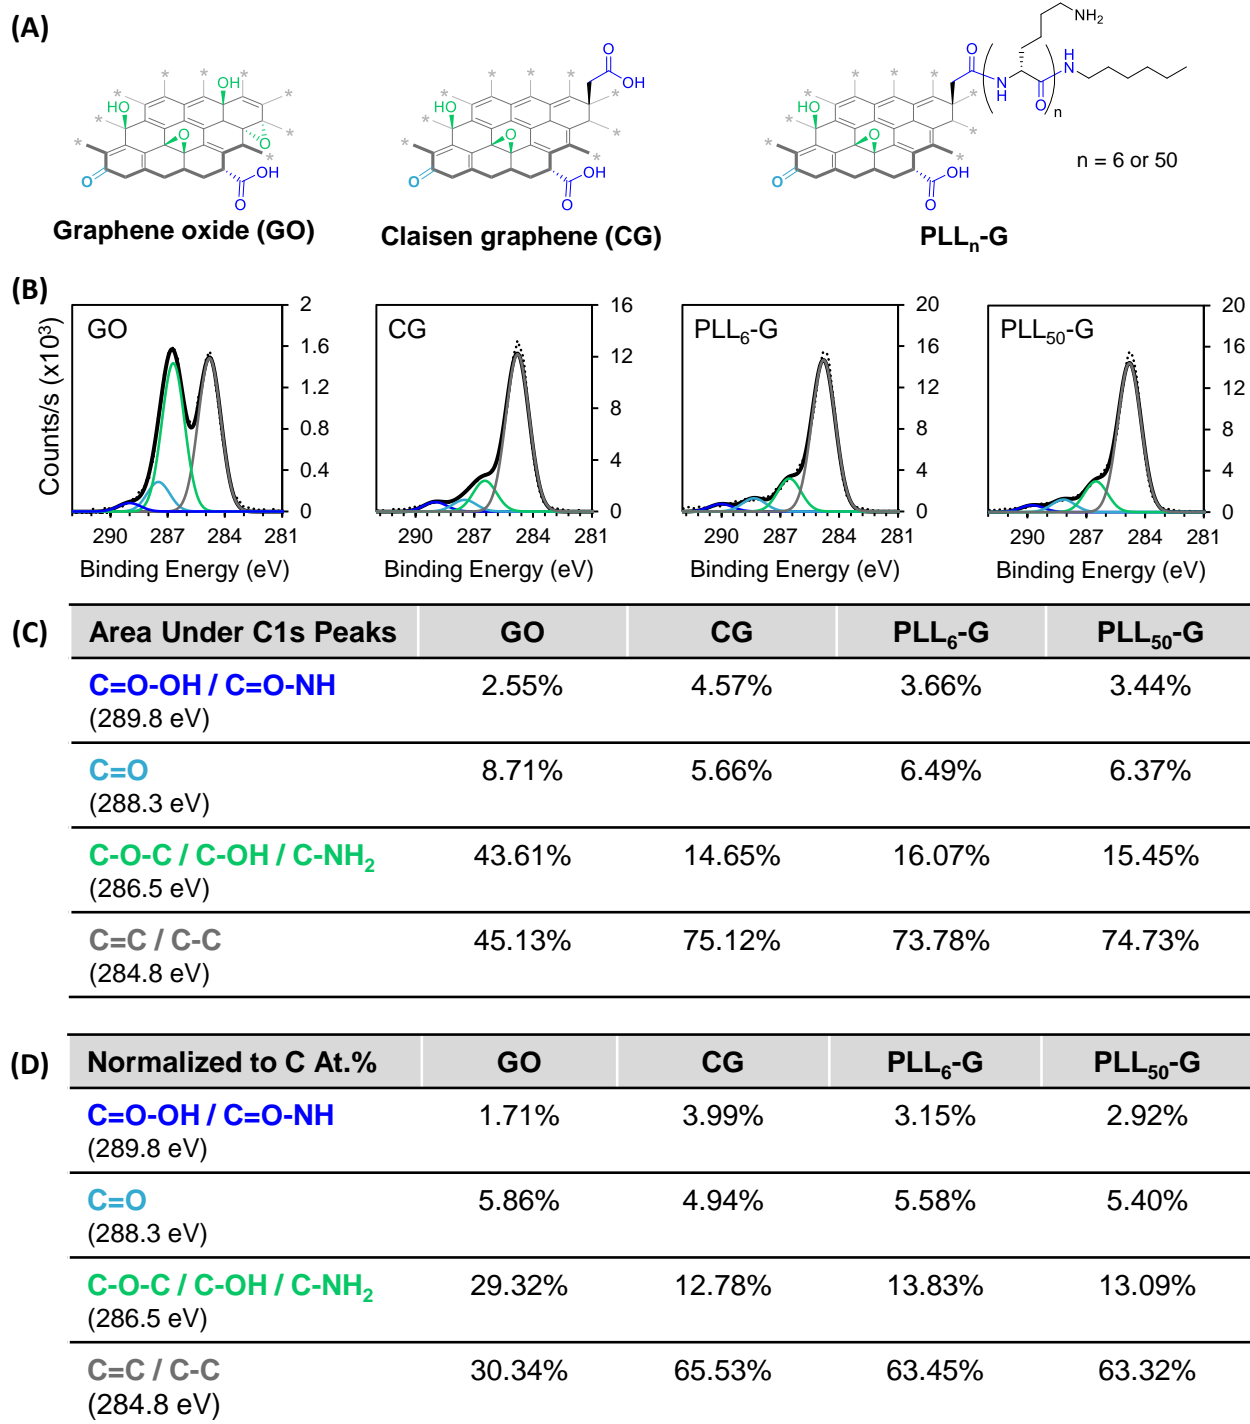 (A)
NH2
OH
HO
O
O
O
OH
O
Graphene oxide (GO)
O
OH
HO
O
O
OH
O
Claisen graphene (CG)
O
N
H
O
H
N
n
HO
O
O
OH
O
n = 6 or 50
PLLn-G
(B)
Counts/s (x10³)
GO
2
1.6
1.2
0.8
0.4
0
290 287 284 281
Binding Energy (eV)
CG
16
12
8
4
0
290 287 284 281
Binding Energy (eV)
PLL6-G
20
16
12
8
4
0
290 287 284 281
Binding Energy (eV)
PLL50-G
20
16
12
8
4
0
290 287 284 281
Binding Energy (eV)
(C)
Area Under C1s Peaks GO CG PLL6-G PLL50-G
C=O-OH / C=O-NH 2.55% 4.57% 3.66% 3.44%
(289.8 eV)
C=O 8.71% 5.66% 6.49% 6.37%
(288.3 eV)
C-O-C / C-OH / C-NH2 43.61% 14.65% 16.07% 15.45%
(286.5 eV)
C=C / C-C 45.13% 75.12% 73.78% 74.73%
(284.8 eV)
(D)
Normalized to C At.% GO CG PLL6-G PLL50-G
C=O-OH / C=O-NH 1.71% 3.99% 3.15% 2.92%
(289.8 eV)
C=O 5.86% 4.94% 5.58% 5.40%
(288.3 eV)
C-O-C / C-OH / C-NH2 29.32% 12.78% 13.83% 13.09%
(286.5 eV)
C=C / C-C 30.34% 65.53% 63.45% 63.32%
(284.8 eV)